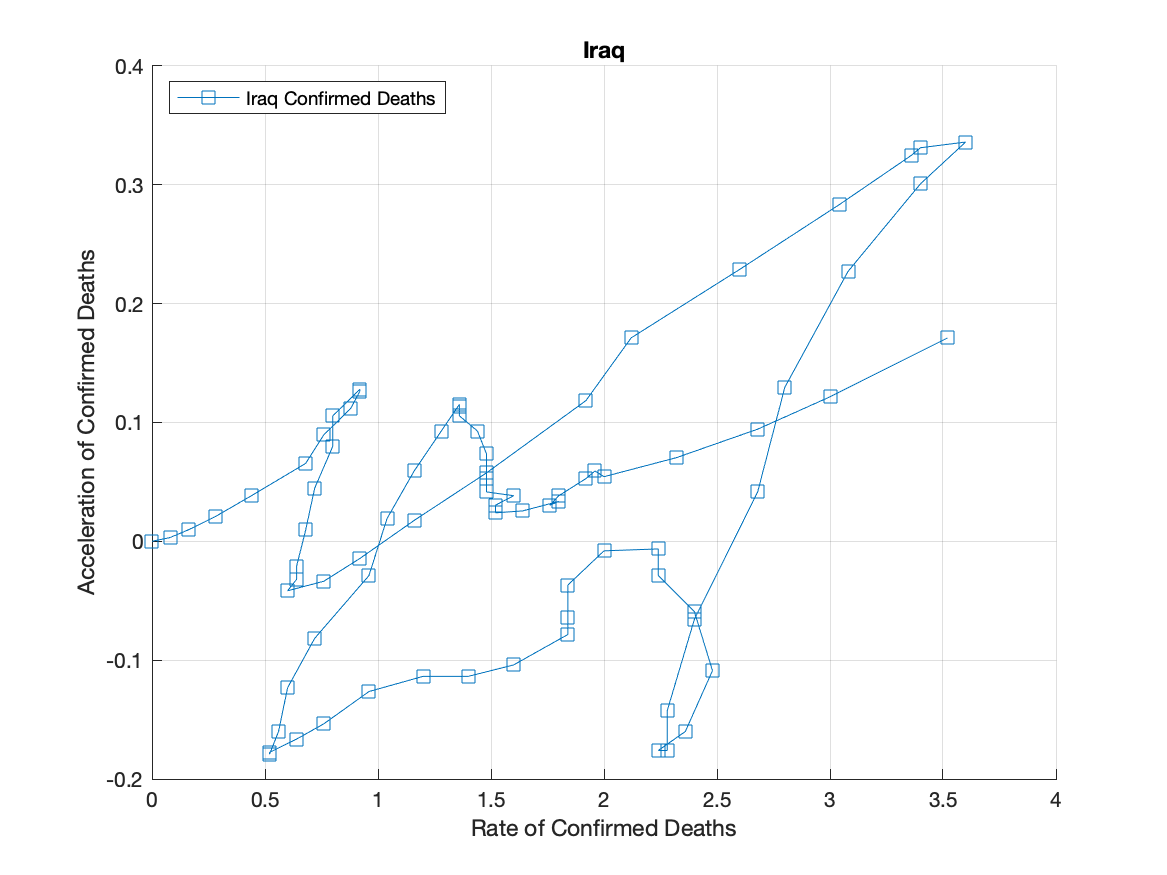 Iraq
Iraq Confirmed Deaths
0.4
0.3
0.2
0.1
0
-0.1
-0.2
Acceleration of Confirmed Deaths
0 0.5 1 1.5 2 2.5 3 3.5 4
Rate of Confirmed Deaths